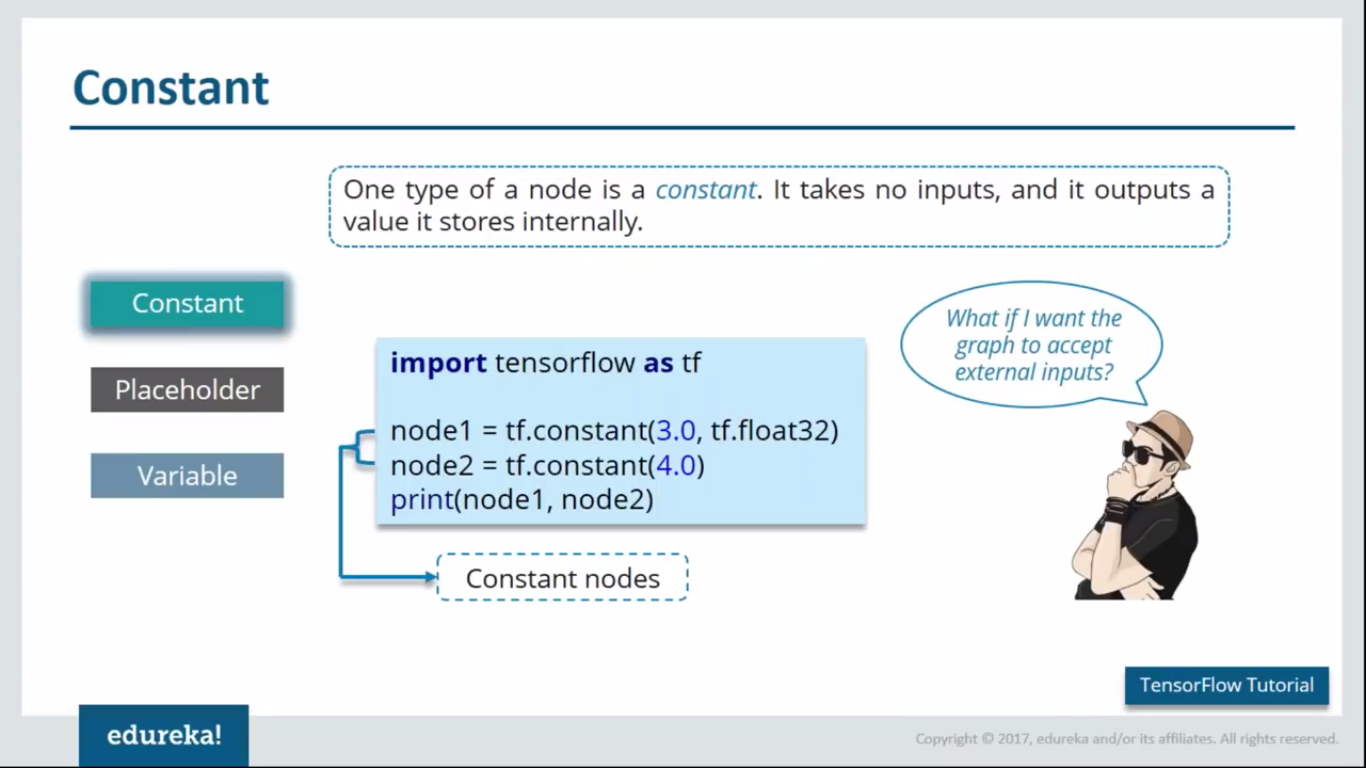 Constant
One type of a node is a constant. It takes no inputs, and it outputs a
value it stores internally.
Constant
Placeholder
Variable
import tensorflow as tf
node1 = tf.constant(3.0, tf.float32)
node2 = tf.constant(4.0)
print(node1, node2)
Constant nodes
What if I want the
graph to accept
external inputs?
TensorFlow Tutorial
edureka!
Copyright © 2017, edureka and/or its affiliates. All rights reserved.